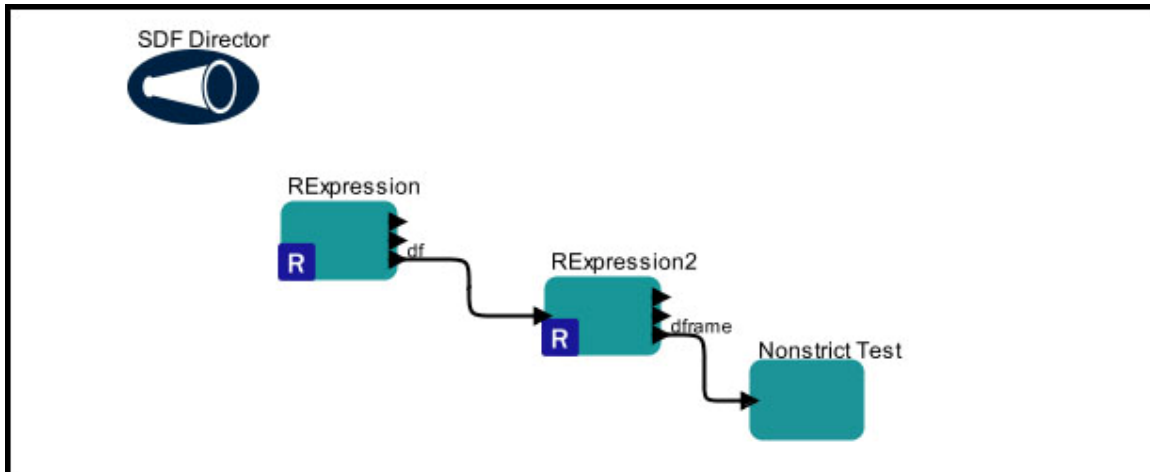 SDF Director
RExpression
df
R
RExpression2
dframe
R
Nonstrict Test